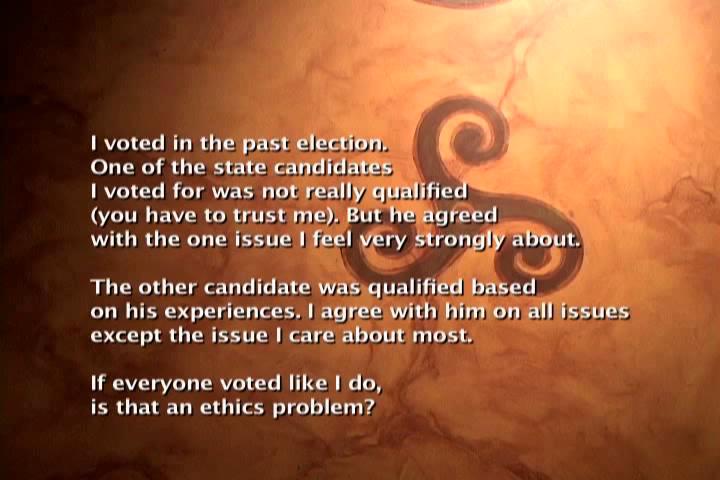 I voted in the past election.
One of the state candidates
I voted for was not really qualified
(you have to trust me). But he agreed
with the one issue I feel very strongly about.
The other candidate was qualified based
on his experiences. I agree with him on all issues
except the issue I care about most.
If everyone voted like I do,
is that an ethics problem?